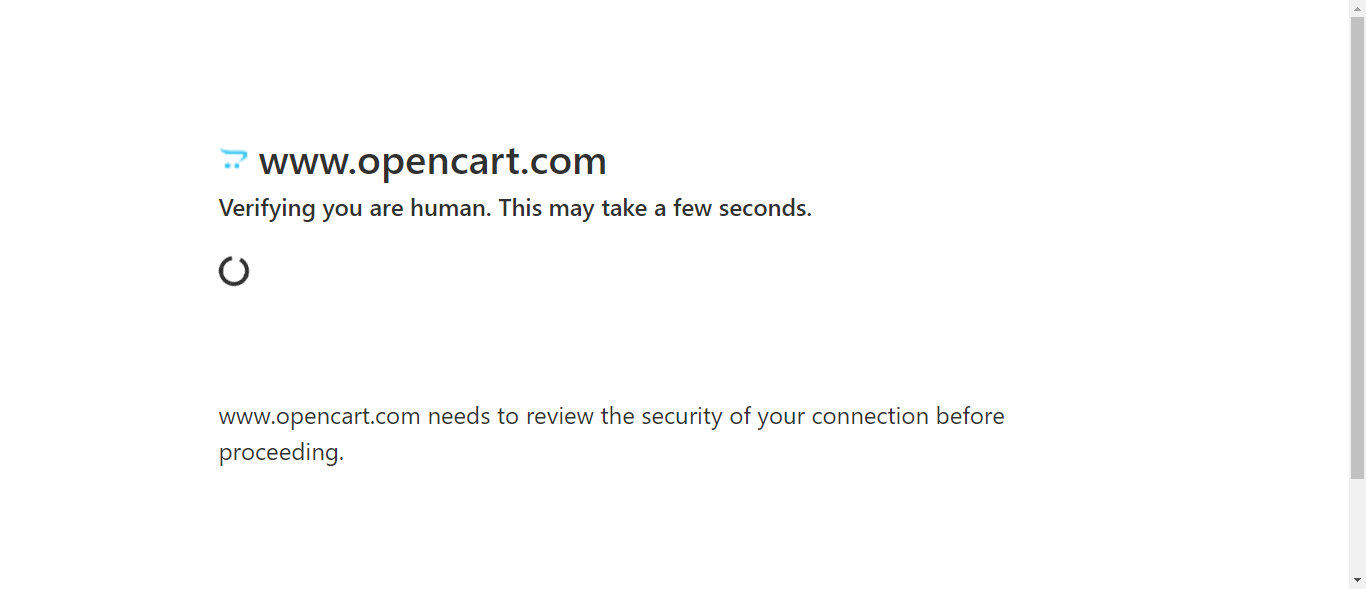 www.opencart.com
Verifying you are human. This may take a few seconds.
www.opencart.com needs to review the security of your connection before
proceeding.